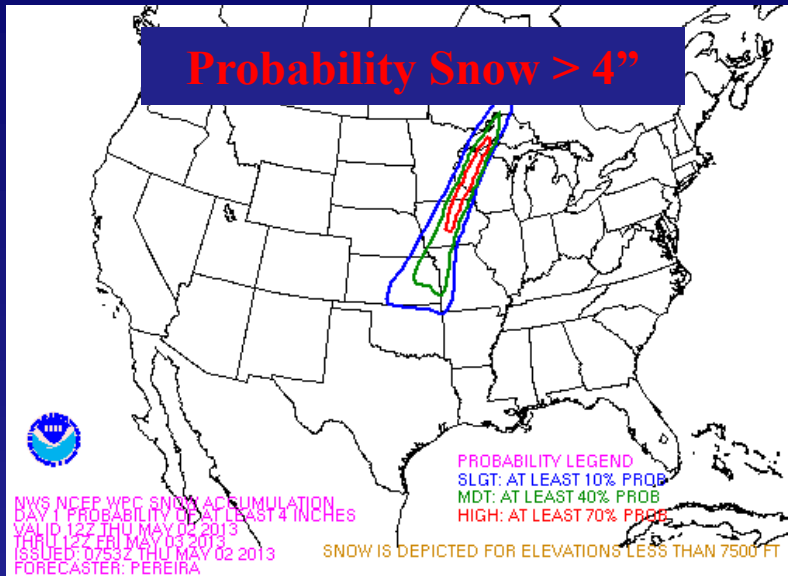 Probability Snow > 4”
PROBABILITY LEGEND
SLGT: AT LEAST 10% PROB
MDT: AT LEAST 40% PROB
HIGH: AT LEAST 70% PROB
NWS NCEP WPC SNOW ACCUMULATION
DAY 1 PROBABILITY OF AT LEAST 4 INCHES
VALID 12Z THU MAY 02 2013
THRU 12Z FRI MAY 03 2013
ISSUED: 0753Z THU MAY 02 2013
FORECASTER: PEREIRA
SNOW IS DEPICTED FOR ELEVATIONS LESS THAN 7500 FT